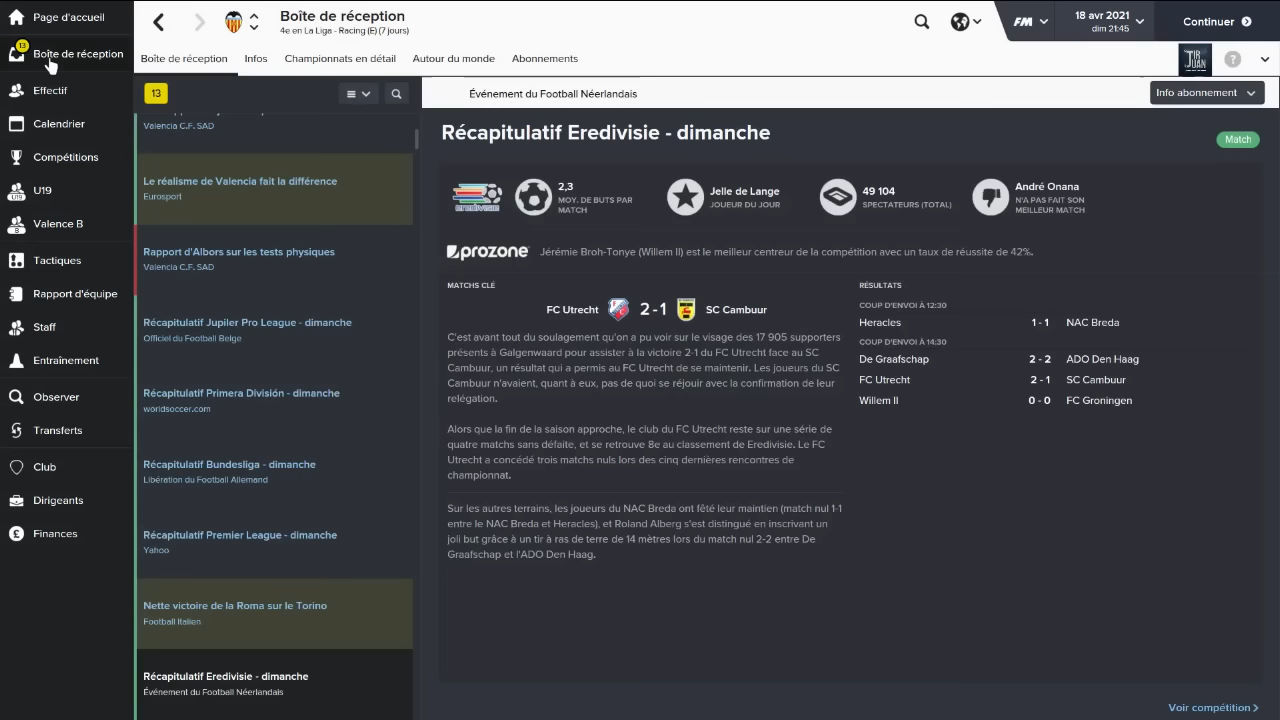 Page d'accueil
13
Boîte de réception
Effectif
Calendrier
Compétitions
U19
U19
Valence B
B
Tactiques
Rapport d'équipe
Staff
Entraînement
Observer
Transferts
Club
Dirigeants
Finances
Boîte de réception
4e en La Liga - Racing (E) (7 jours)
FM
18 avr 2021
dim 21:45
Continuer
Boîte de réception
Infos
Championnats en détail
Autour du monde
Abonnements
TIR
JUAN
?
13
Valencia C.F. SAD
Le réalisme de Valencia fait la différence
Eurosport
Rapport d'Albors sur les tests physiques
Valencia C.F. SAD
Récapitulatif Jupiler Pro League - dimanche
Officiel du Football Belge
Récapitulatif Primera División - dimanche
worldsoccer.com
Récapitulatif Bundesliga - dimanche
Libération du Football Allemand
Récapitulatif Premier League - dimanche
Yahoo
Nette victoire de la Roma sur le Torino
Football Italien
Récapitulatif Eredivisie - dimanche
Événement du Football Néerlandais
Événement du Football Néerlandais
Info abonnement
Récapitulatif Eredivisie - dimanche
Match
EREDIVISIE
2,3
MOY. DE BUTS PAR
MATCH
Jelle de Lange
JOUEUR DU JOUR
49 104
SPECTATEURS (TOTAL)
André Onana
N'A PAS FAIT SON
MEILLEUR MATCH
prozone
Jérémie Broh-Tonye (Willem II) est le meilleur centreur de la compétition avec un taux de réussite de 42%.
MATCHS CLÉ
FC Utrecht 2-1 SC Cambuur
C'est avant tout du soulagement qu'on a pu voir sur le visage des 17 905 supporters
présents à Galgenwaard pour assister à la victoire 2-1 du FC Utrecht face au SC
Cambuur, un résultat qui a permis au FC Utrecht de se maintenir. Les joueurs du SC
Cambuur n'avaient, quant à eux, pas de quoi se réjouir avec la confirmation de leur
relégation.
Alors que la fin de la saison approche, le club du FC Utrecht reste sur une série de
quatre matchs sans défaite, et se retrouve 8e au classement de Eredivisie. Le FC
Utrecht a concédé trois matchs nuls lors des cinq dernières rencontres de
championnat.
Sur les autres terrains, les joueurs du NAC Breda ont fêté leur maintien (match nul 1-1
entre le NAC Breda et Heracles), et Roland Alberg s'est distingué en inscrivant un
joli but grâce à un tir à ras de terre de 14 mètres lors du match nul 2-2 entre De
Graafschap et l'ADO Den Haag.
RÉSULTATS
COUP D'ENVOI À 12:30
Heracles 1 - 1 NAC Breda
COUP D'ENVOI À 14:30
De Graafschap 2 - 2 ADO Den Haag
FC Utrecht 2 - 1 SC Cambuur
Willem II 0 - 0 FC Groningen
Voir compétition >